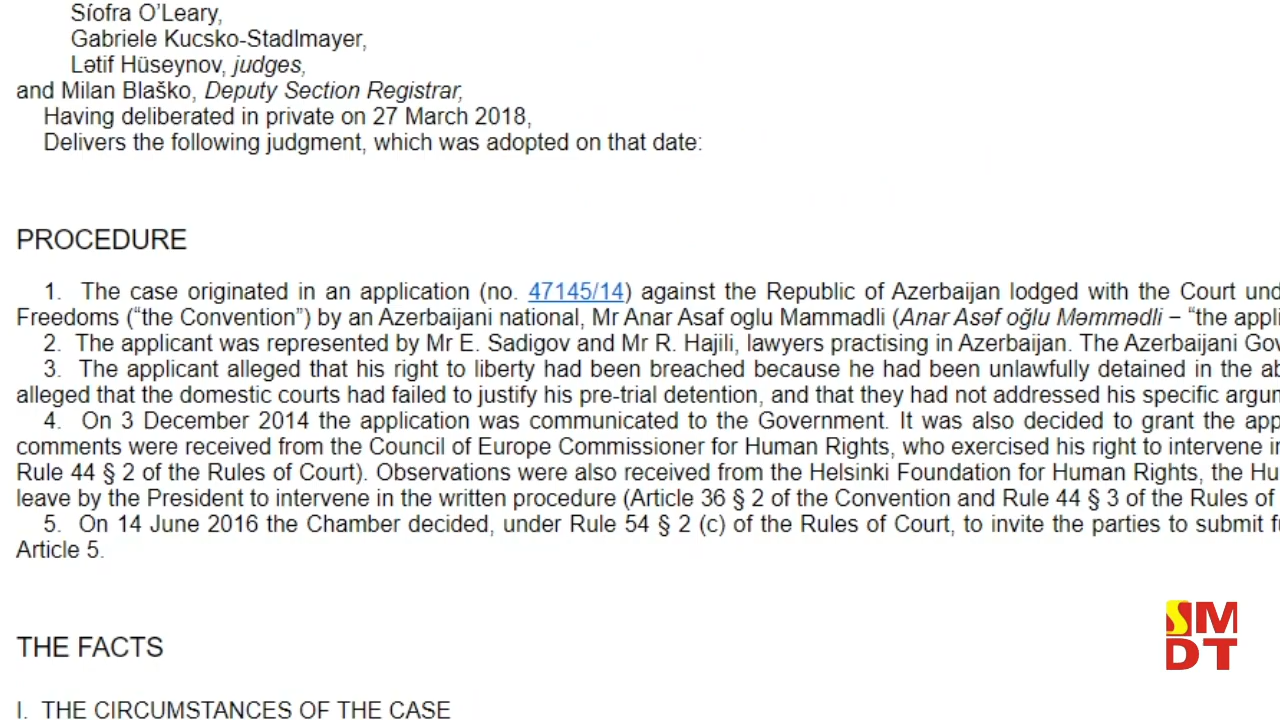 Síofra O’Leary,
Gabriele Kucsko-Stadlmayer,
Lətif Hüseynov, judges,
and Milan Blaško, Deputy Section Registrar,
Having deliberated in private on 27 March 2018,
Delivers the following judgment, which was adopted on that date:
PROCEDURE
1. The case originated in an application (no. 47145/14) against the Republic of Azerbaijan lodged with the Court und
Freedoms (“the Convention”) by an Azerbaijani national, Mr Anar Asaf oglu Mammadli (Anar Asəf oğlu Məmmədli – “the appli
2. The applicant was represented by Mr E. Sadigov and Mr R. Hajili, lawyers practising in Azerbaijan. The Azerbaijani Gov
3. The applicant alleged that his right to liberty had been breached because he had been unlawfully detained in the ab
alleged that the domestic courts had failed to justify his pre-trial detention, and that they had not addressed his specific argun
4. On 3 December 2014 the application was communicated to the Government. It was also decided to grant the app
comments were received from the Council of Europe Commissioner for Human Rights, who exercised his right to intervene in
Rule 44 § 2 of the Rules of Court). Observations were also received from the Helsinki Foundation for Human Rights, the Hu
leave by the President to intervene in the written procedure (Article 36 § 2 of the Convention and Rule 44 § 3 of the Rules of
5. On 14 June 2016 the Chamber decided, under Rule 54 § 2 (c) of the Rules of Court, to invite the parties to submit fu
Article 5.
THE FACTS
SM
DT
I. THE CIRCUMSTANCES OF THE CASE